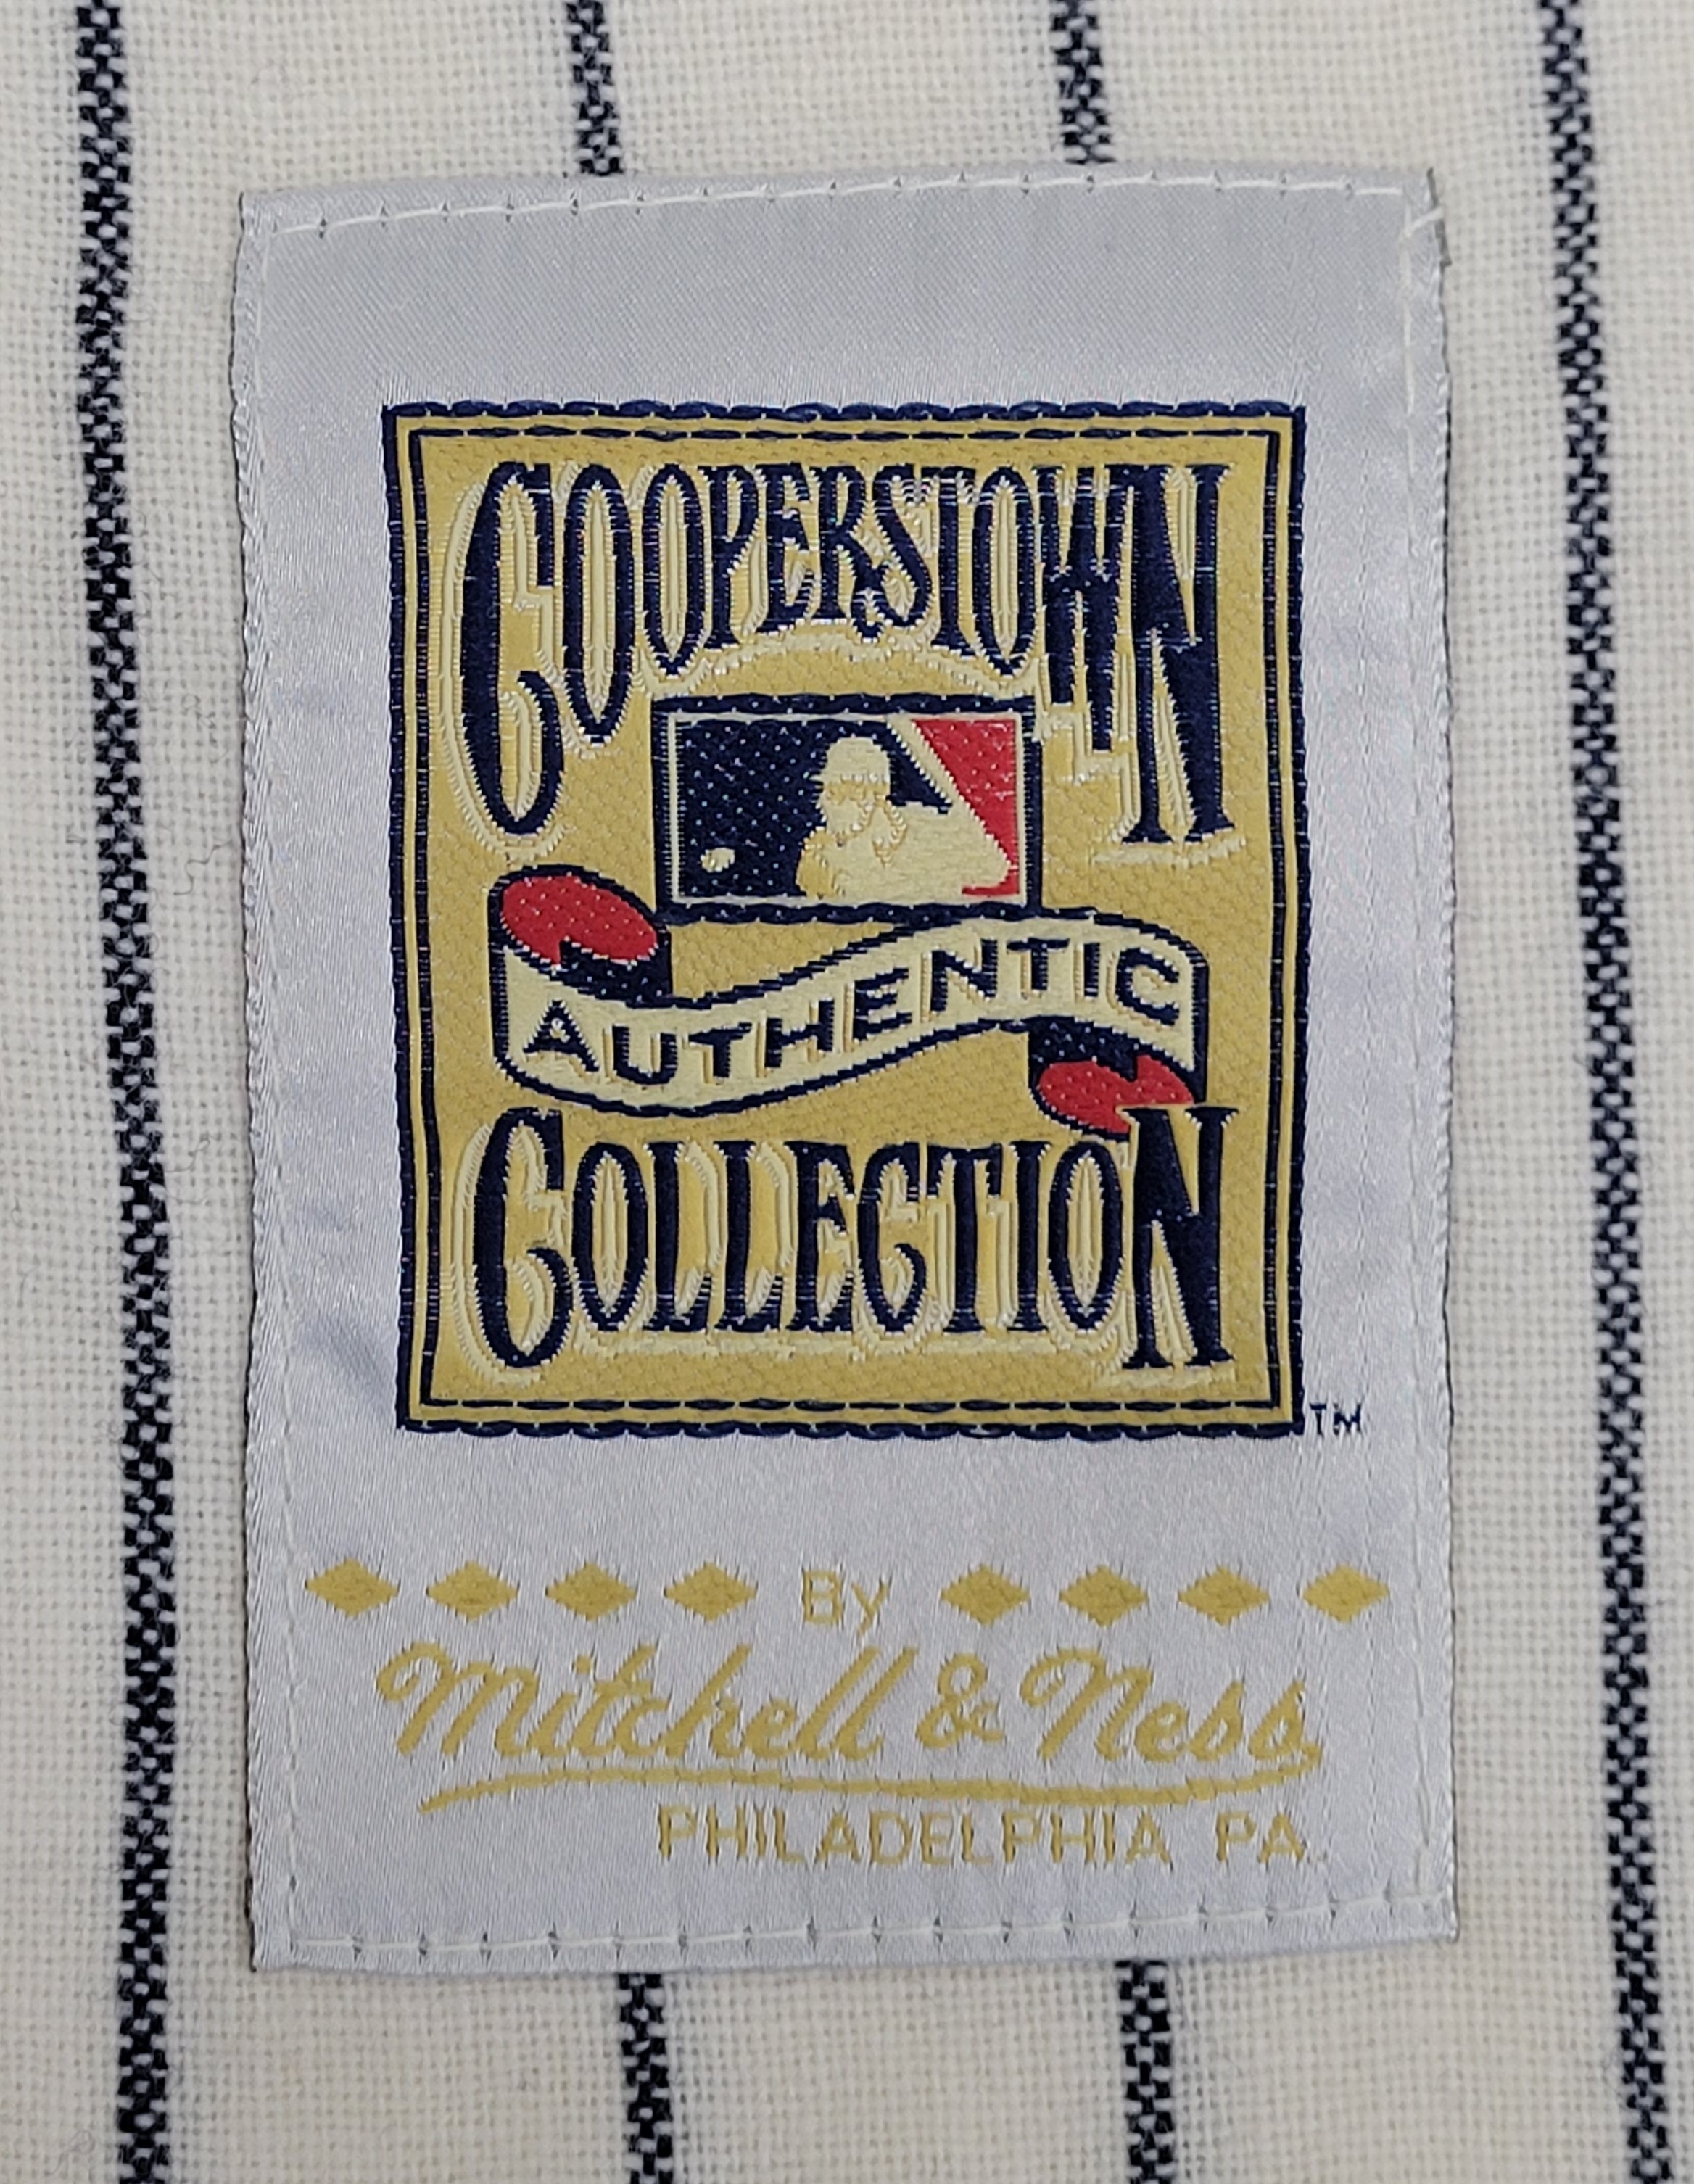 COOPERSTOWN
AUTHENTIC
COLLECTION
TM
By
Mitchell & Ness
PHILADELPHIA PA.